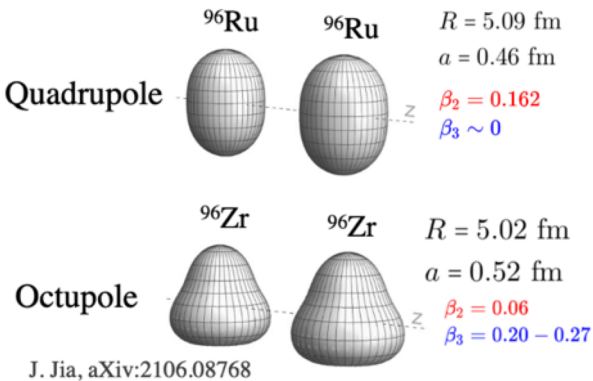 ⁹⁶Ru ⁹⁶Ru R = 5.09 fm
a = 0.46 fm
Quadrupole β₂ = 0.162
z β₃ ~ 0
⁹⁶Zr ⁹⁶Zr R = 5.02 fm
a = 0.52 fm
Octupole β₂ = 0.06
z β₃ = 0.20 − 0.27
J. Jia, aXiv:2106.08768